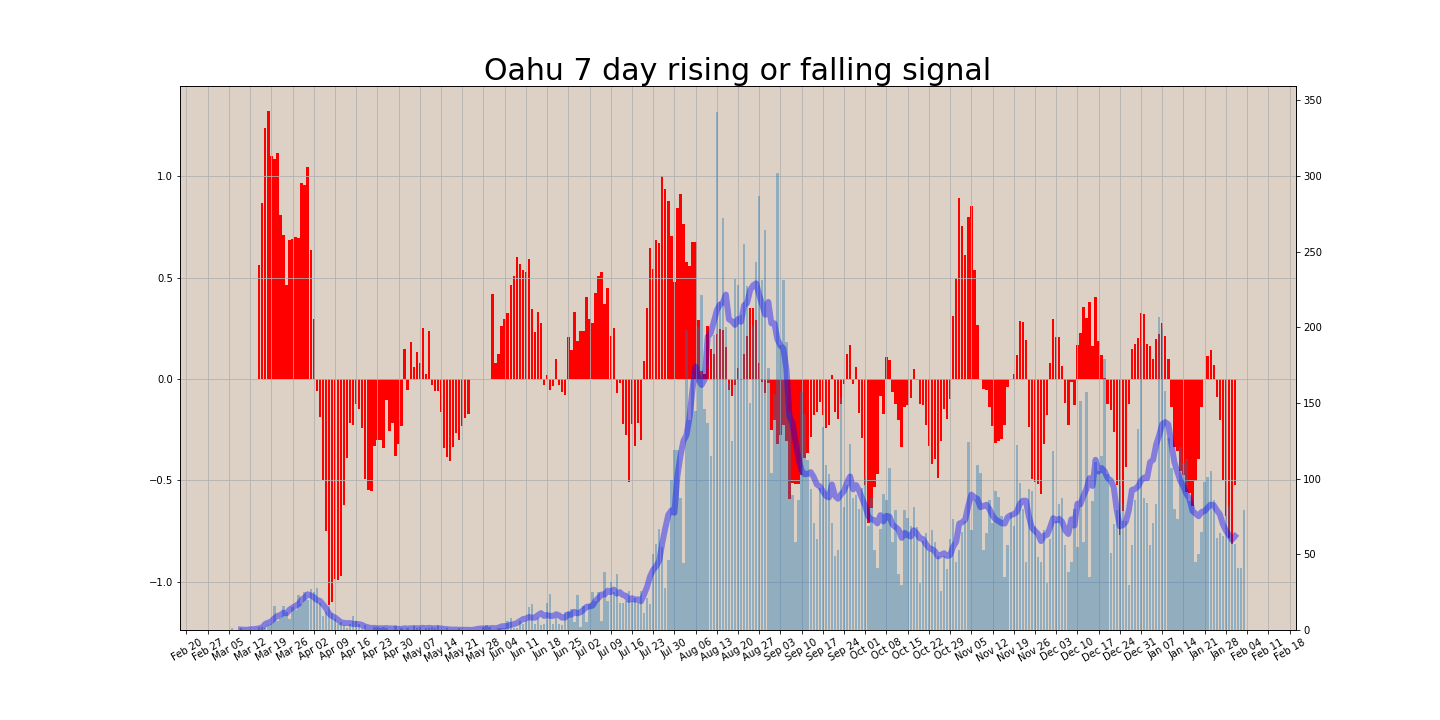 Oahu 7 day rising or falling signal
1.0
0.5
0.0
−0.5
−1.0
350
300
250
200
150
100
50
0
Feb 20
Feb 27
Mar 05
Mar 12
Mar 19
Mar 26
Apr 02
Apr 09
Apr 16
Apr 23
Apr 30
May 07
May 14
May 21
May 28
Jun 04
Jun 11
Jun 18
Jun 25
Jul 02
Jul 09
Jul 16
Jul 23
Jul 30
Aug 06
Aug 13
Aug 20
Aug 27
Sep 03
Sep 10
Sep 17
Sep 24
Oct 01
Oct 08
Oct 15
Oct 22
Oct 29
Nov 05
Nov 12
Nov 19
Nov 26
Dec 03
Dec 10
Dec 17
Dec 24
Dec 31
Jan 07
Jan 14
Jan 21
Jan 28
Feb 04
Feb 11
Feb 18